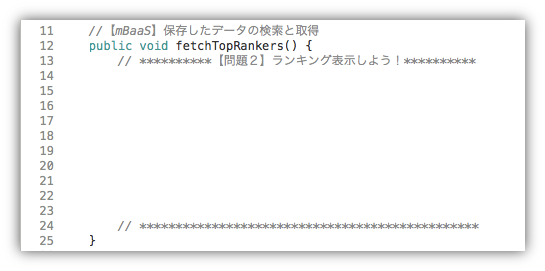 11 //【mBaaS】保存したデータの検索と取得
12 public void fetchTopRankers() {
13 // **********【問題２】ランキング表示しよう！**********
14
15
16
17
18
19
20
21
22
23
24 // ***********************************************
25 }